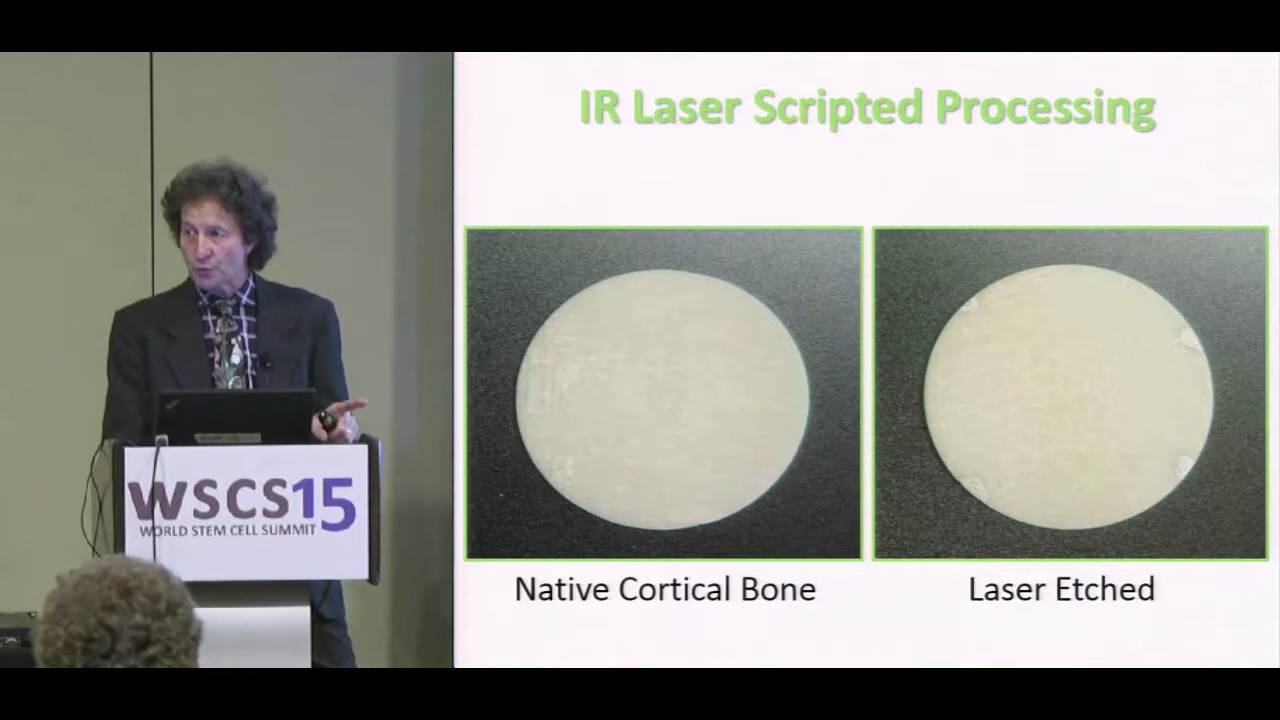 IR Laser Scripted Processing
Native Cortical Bone
Laser Etched
WSCS15
WORLD STEM CELL SUMMIT